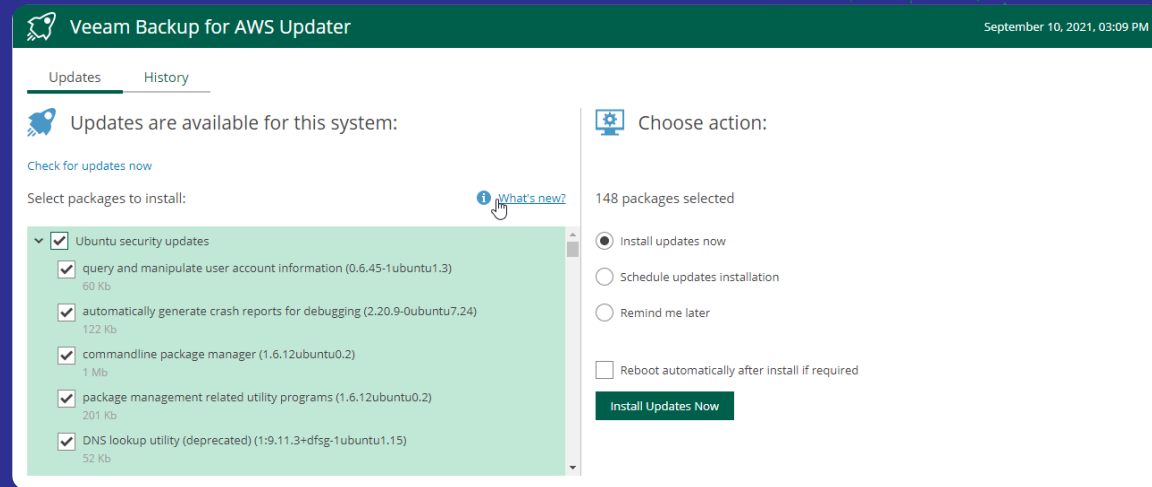 Veeam Backup for AWS Updater
September 10, 2021, 03:09 PM
Updates
History
Updates are available for this system:
Check for updates now
Select packages to install:
What's new?
Ubuntu security updates
query and manipulate user account information (0.6.45-1ubuntu1.3)
60 Kb
automatically generate crash reports for debugging (2.20.9-0ubuntu7.24)
122 Kb
commandline package manager (1.6.12ubuntu0.2)
1 Mb
package management related utility programs (1.6.12ubuntu0.2)
201 Kb
DNS lookup utility (deprecated) (1:9.11.3+dfsg-1ubuntu1.15)
52 Kb
Choose action:
148 packages selected
Install updates now
Schedule updates installation
Remind me later
Reboot automatically after install if required
Install Updates Now